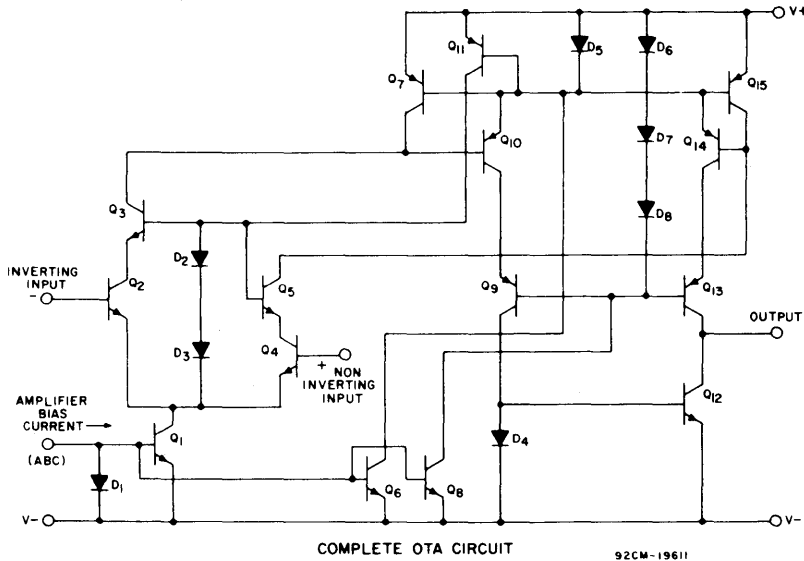 V+
Q11
D5
D6
Q7
Q15
Q10
D7
Q14
Q3
D8
D2
INVERTING
INPUT
-
Q2
Q5
Q9
Q13
OUTPUT
D3
Q4
+ NON
INVERTING
INPUT
AMPLIFIER
BIAS
CURRENT
(ABC)
Q1
Q12
D4
D1
Q6
Q8
V-
V-
COMPLETE OTA CIRCUIT
92CM-19611